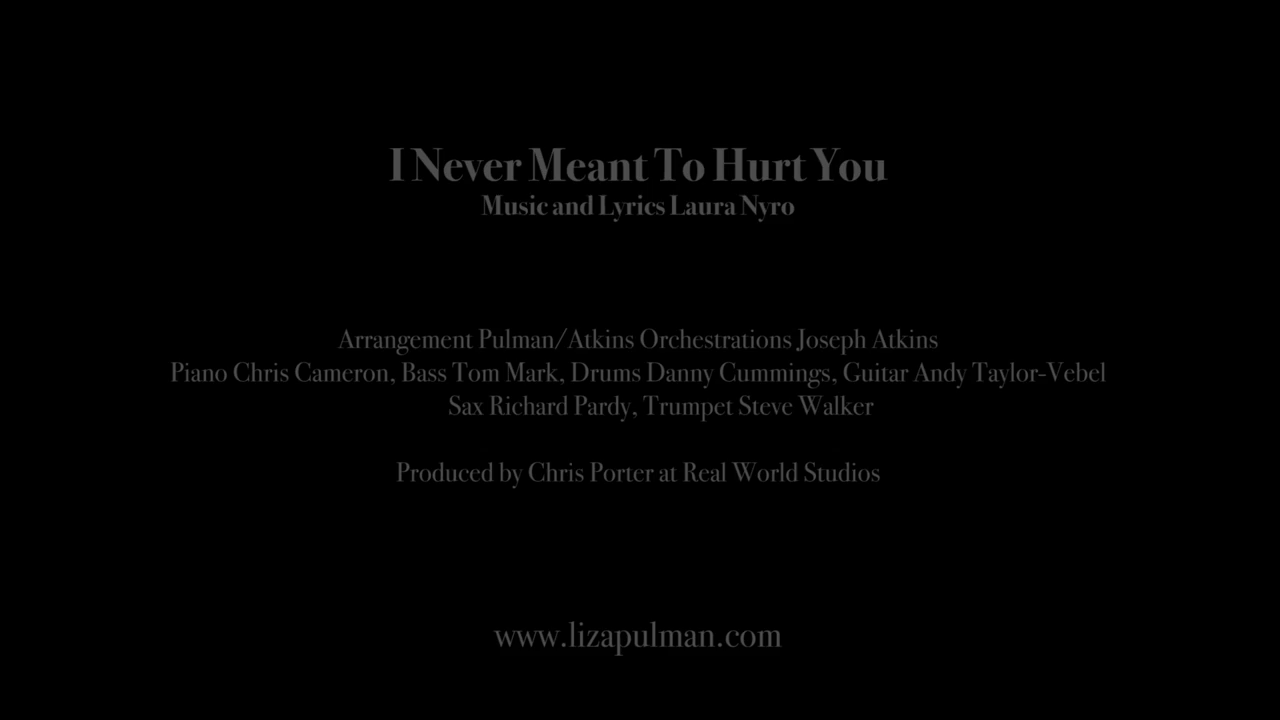 I Never Meant To Hurt You
Music and Lyrics Laura Nyro
Arrangement Pulman/Atkins Orchestrations Joseph Atkins
Piano Chris Cameron, Bass Tom Mark, Drums Danny Cummings, Guitar Andy Taylor-Vebel
Sax Richard Pardy, Trumpet Steve Walker
Produced by Chris Porter at Real World Studios
www.lizapulman.com